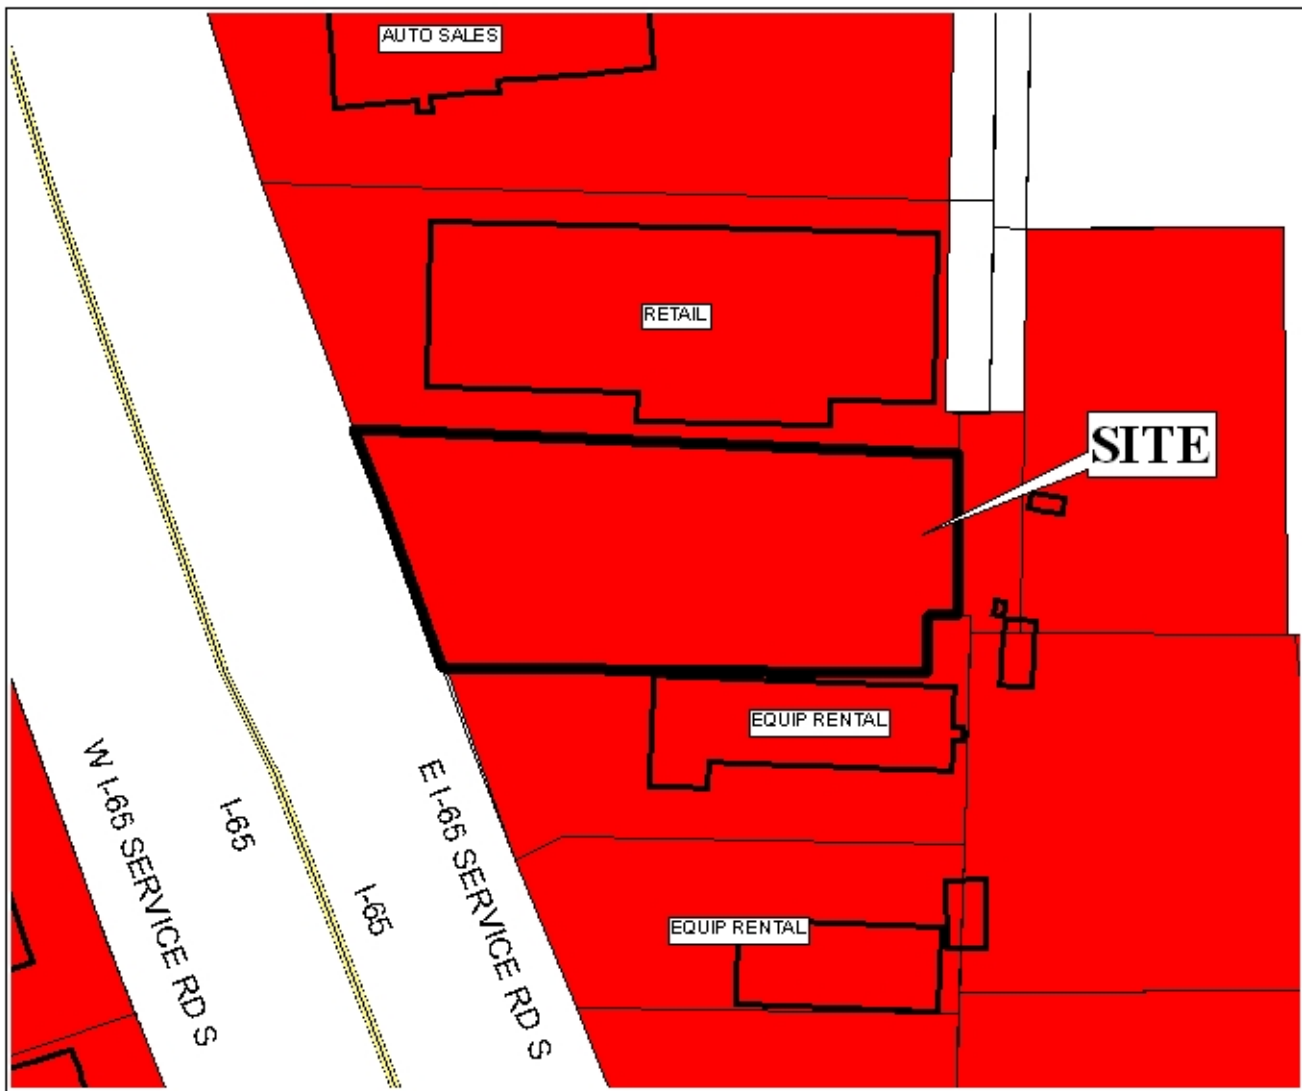 AUTO SALES
RETAIL
SITE
EQUIP RENTAL
W I-65 SERVICE RD S
I-65
E I-65 SERVICE RD S
I-65
EQUIP RENTAL